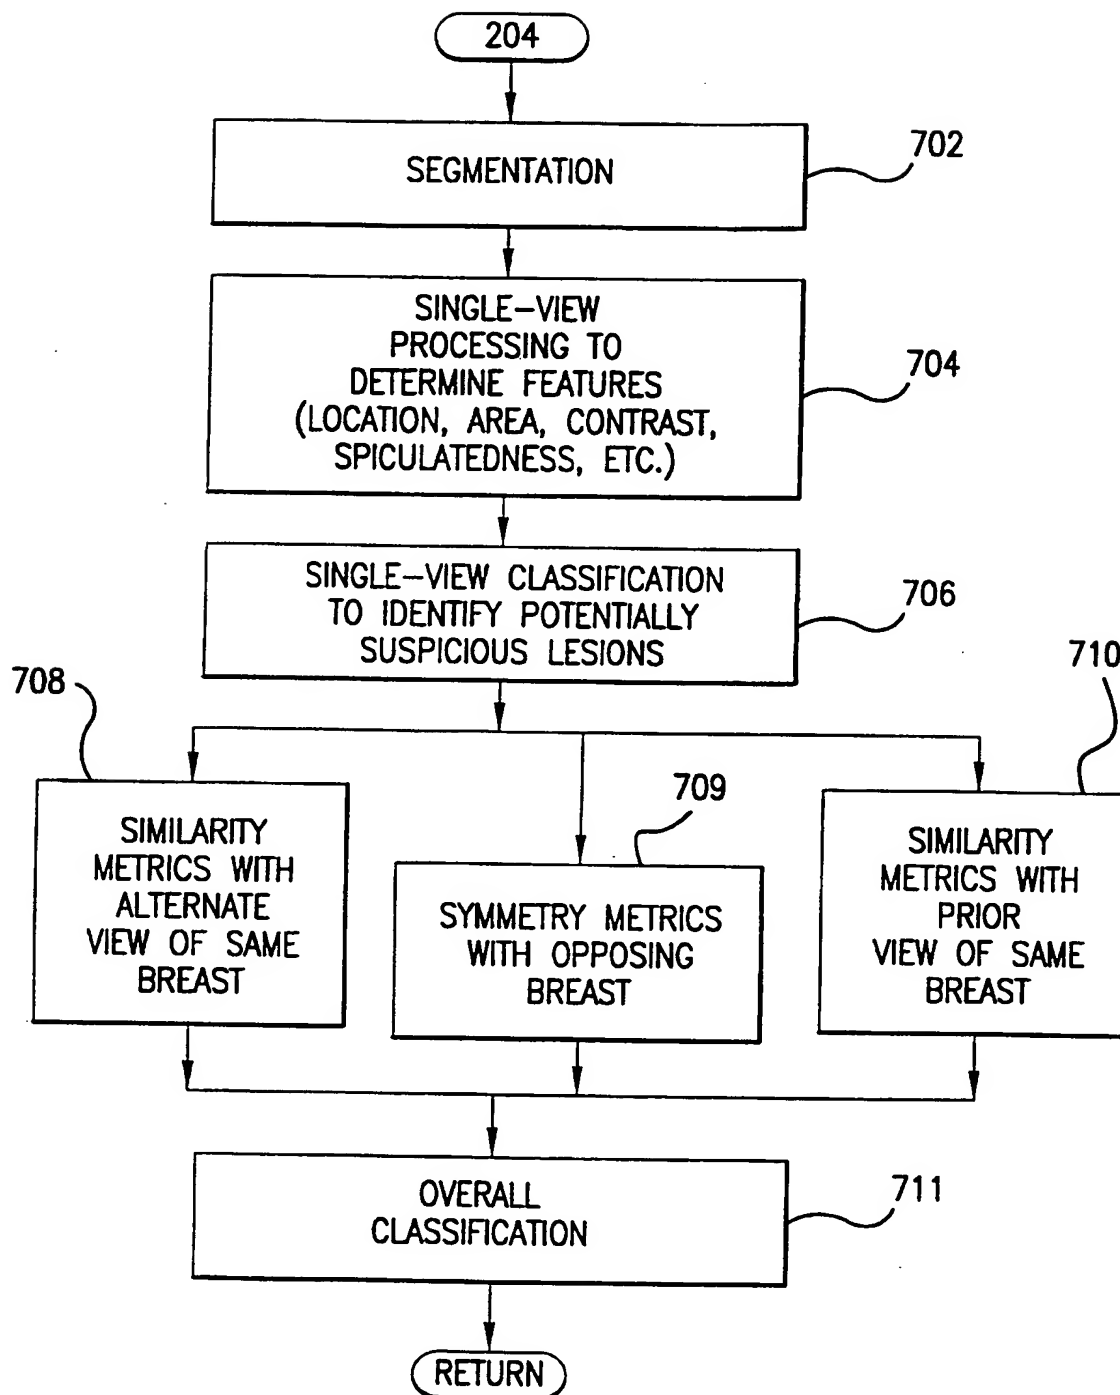 204
SEGMENTATION
702
SINGLE-VIEW
PROCESSING TO
DETERMINE FEATURES
(LOCATION, AREA, CONTRAST,
SPICULATEDNESS, ETC.)
704
SINGLE-VIEW CLASSIFICATION
TO IDENTIFY POTENTIALLY
SUSPICIOUS LESIONS
706
708
SIMILARITY
METRICS WITH
ALTERNATE
VIEW OF SAME
BREAST
709
SYMMETRY METRICS
WITH OPPOSING
BREAST
710
SIMILARITY
METRICS WITH
PRIOR
VIEW OF SAME
BREAST
OVERALL
CLASSIFICATION
711
RETURN